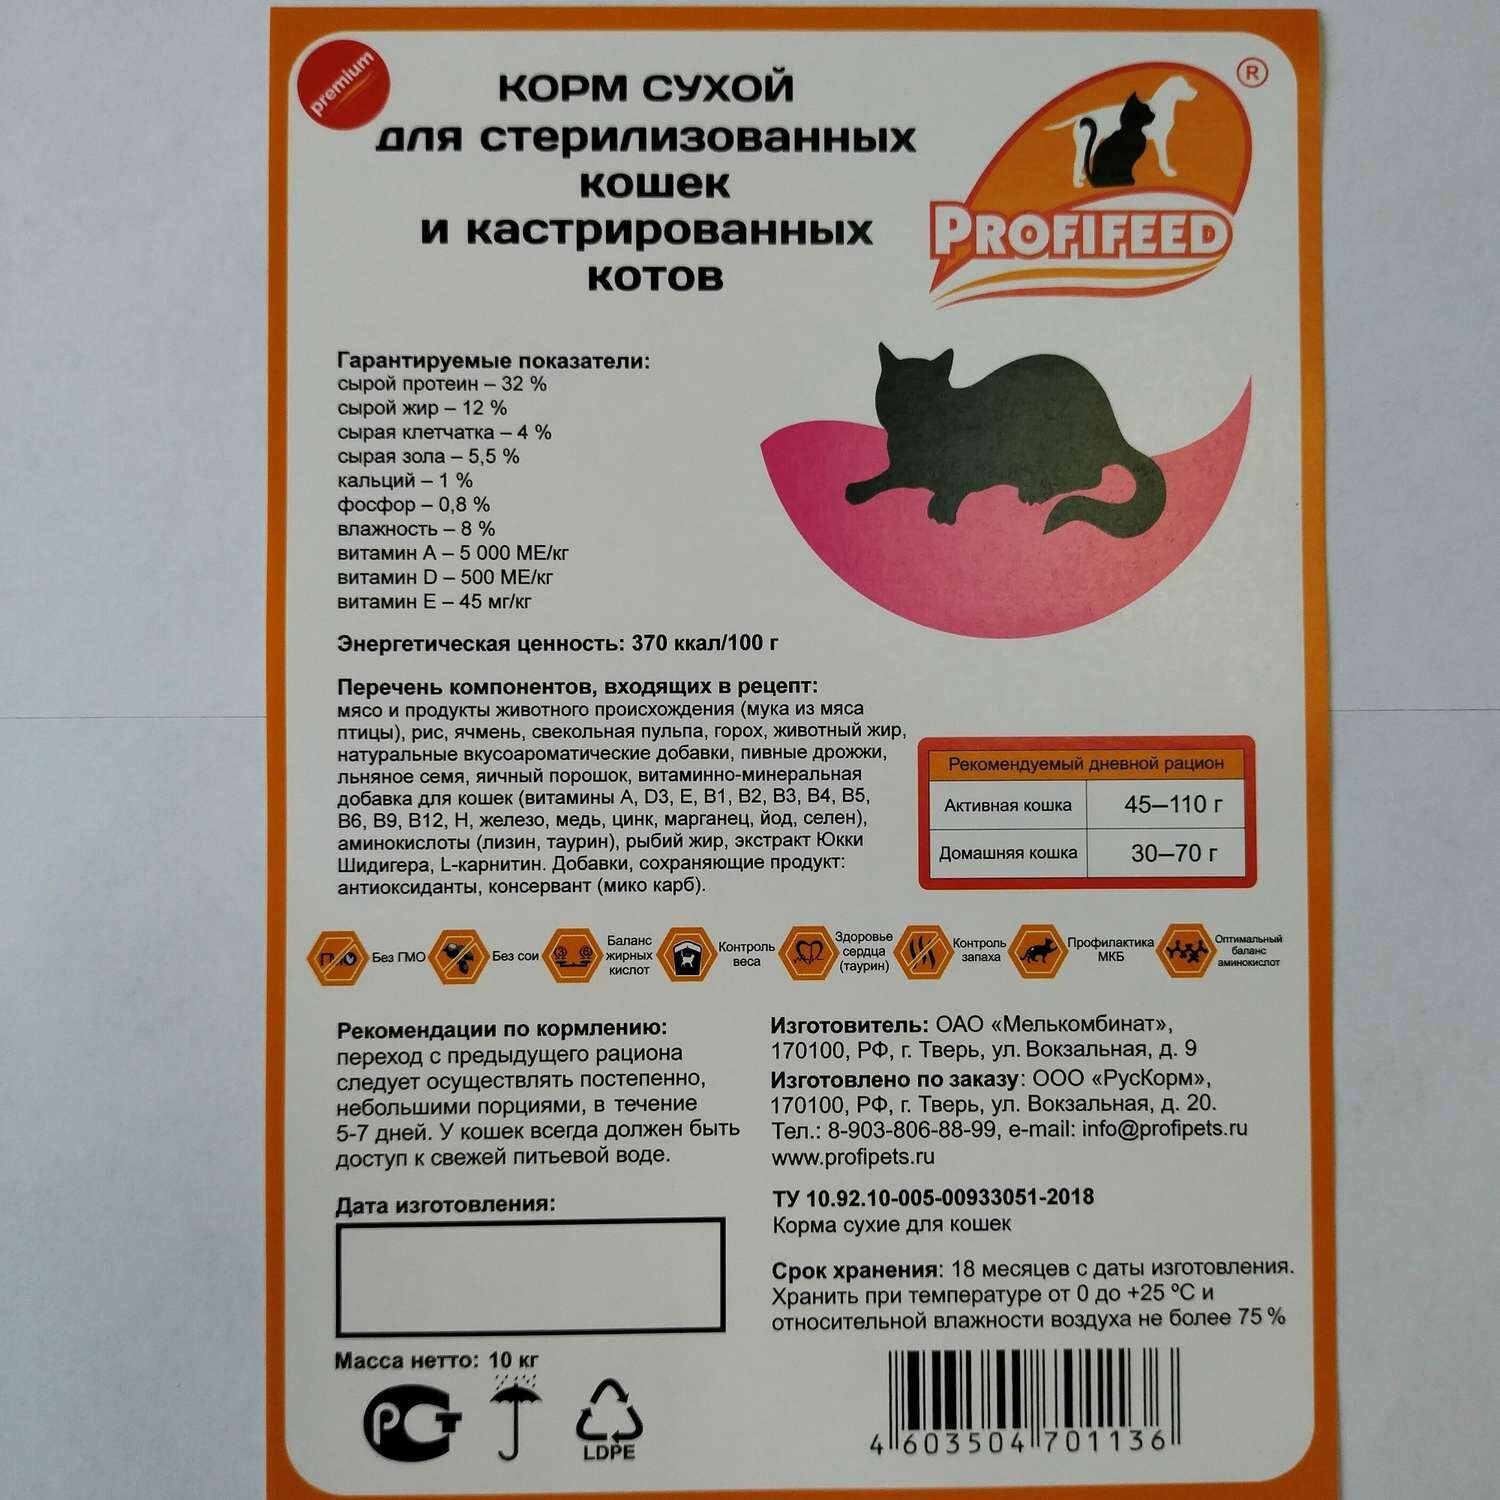 premium
КОРМ СУХОЙ
для стерилизованных
кошек
и кастрированных
котов
®
PROFIFEED
Гарантируемые показатели:
сырой протеин – 32 %
сырой жир – 12 %
сырая клетчатка – 4 %
сырая зола – 5,5 %
кальций – 1 %
фосфор – 0,8 %
влажность – 8 %
витамин А – 5 000 МЕ/кг
витамин D – 500 МЕ/кг
витамин Е – 45 мг/кг
Энергетическая ценность: 370 ккал/100 г
Перечень компонентов, входящих в рецепт:
мясо и продукты животного происхождения (мука из мяса
птицы), рис, ячмень, свекольная пульпа, горох, животный жир,
натуральные вкусоароматические добавки, пивные дрожжи,
льняное семя, яичный порошок, витаминно-минеральная
добавка для кошек (витамины А, D3, Е, В1, В2, В3, В4, В5,
В6, В9, В12, Н, железо, медь, цинк, марганец, йод, селен),
аминокислоты (лизин, таурин), рыбий жир, экстракт Юкки
Шидигера, L-карнитин. Добавки, сохраняющие продукт:
антиоксиданты, консервант (мико карб).
Рекомендуемый дневной рацион
Активная кошка 45–110 г
Домашняя кошка 30–70 г
ГМО Без ГМО
Без сои
Баланс
жирных
кислот
Контроль
веса
Здоровье
сердца
(таурин)
Контроль
запаха
Профилактика
МКБ
Оптимальный
баланс
аминокислот
Рекомендации по кормлению:
переход с предыдущего рациона
следует осуществлять постепенно,
небольшими порциями, в течение
5-7 дней. У кошек всегда должен быть
доступ к свежей питьевой воде.
Дата изготовления:
Масса нетто: 10 кг
РСТ
LDPE
Изготовитель: ОАО «Мелькомбинат»,
170100, РФ, г. Тверь, ул. Вокзальная, д. 9
Изготовлено по заказу: ООО «РусКорм»,
170100, РФ, г. Тверь, ул. Вокзальная, д. 20.
Тел.: 8-903-806-88-99, e-mail: info@profipets.ru
www.profipets.ru
ТУ 10.92.10-005-00933051-2018
Корма сухие для кошек
Срок хранения: 18 месяцев с даты изготовления.
Хранить при температуре от 0 до +25 ºС и
относительной влажности воздуха не более 75 %
4 603504 701136